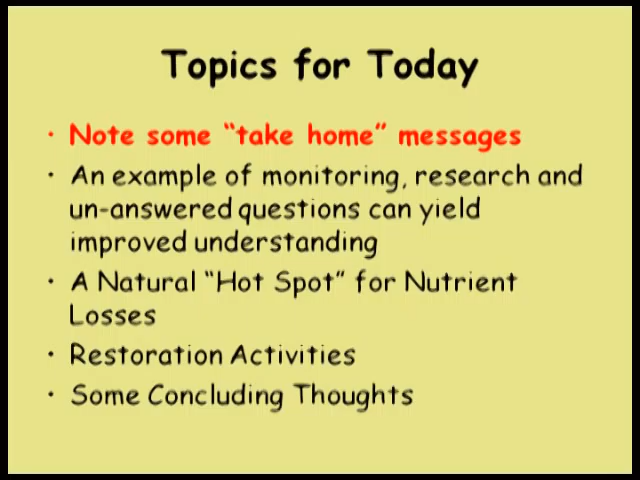 Topics for Today
• Note some “take home” messages
• An example of monitoring, research and
un-answered questions can yield
improved understanding
• A Natural “Hot Spot” for Nutrient
Losses
• Restoration Activities
• Some Concluding Thoughts